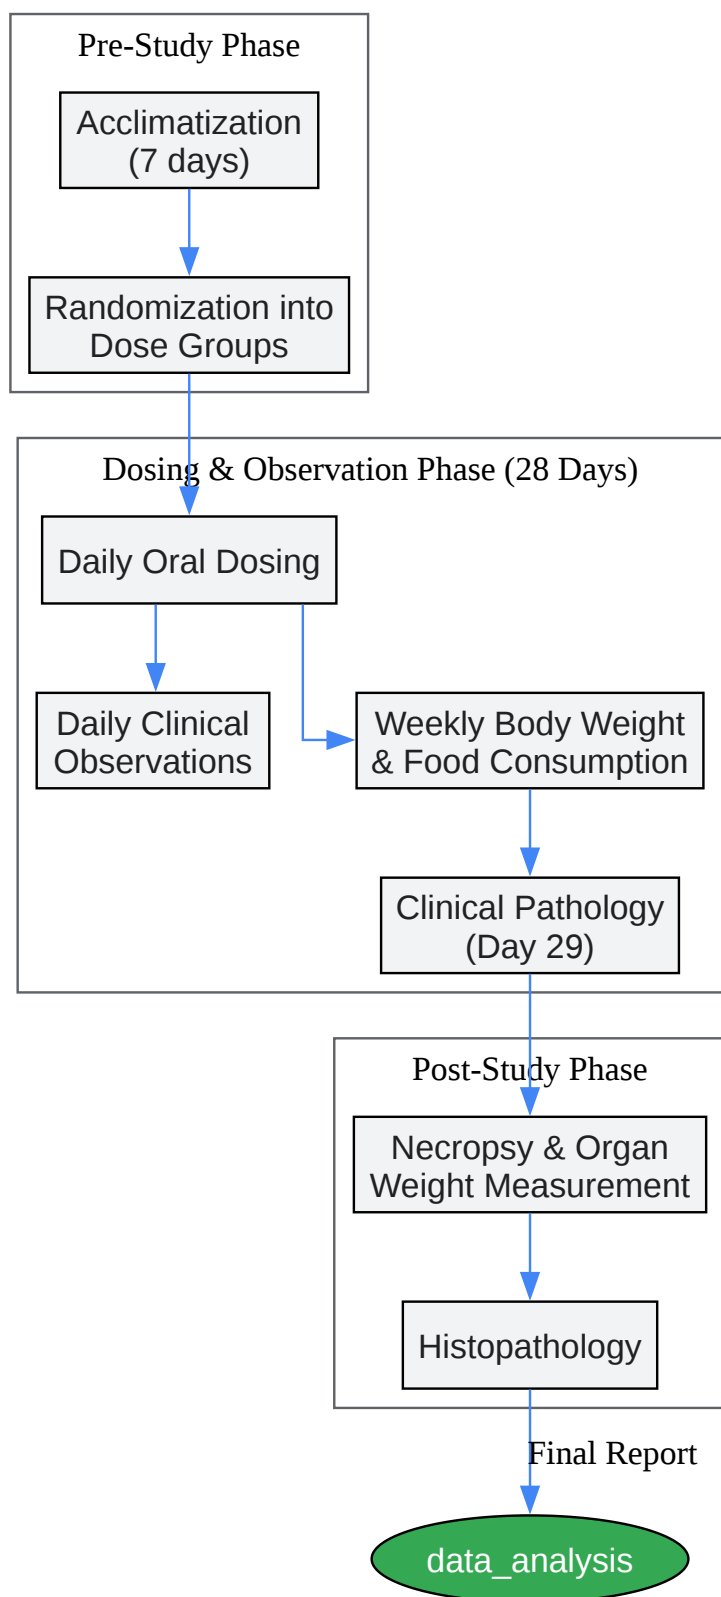 Pre-Study Phase
Acclimatization
(7 days)
Randomization into
Dose Groups
Dosing & Observation Phase (28 Days)
Daily Oral Dosing
Daily Clinical
Observations
Weekly Body Weight
& Food Consumption
Clinical Pathology
(Day 29)
Post-Study Phase
Necropsy & Organ
Weight Measurement
Histopathology
Final Report
data_analysis